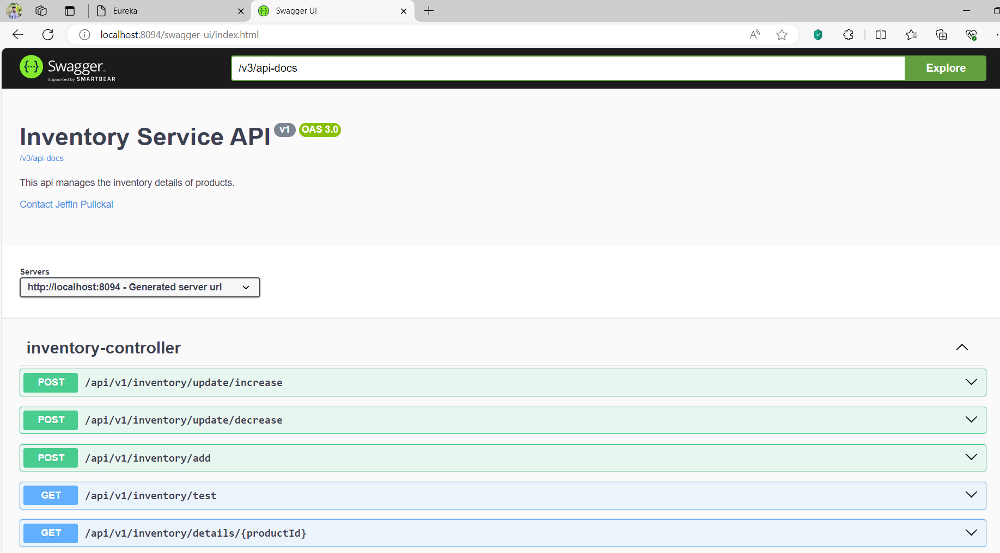 Eureka
Swagger UI
localhost:8094/swagger-ui/index.html
Swagger
Supported by SMARTBEAR
/v3/api-docs
Explore
Inventory Service API v1 OAS 3.0
/v3/api-docs
This api manages the inventory details of products.
Contact Jeffin Pulickal
Servers
http://localhost:8094 - Generated server url
inventory-controller
POST /api/v1/inventory/update/increase
POST /api/v1/inventory/update/decrease
POST /api/v1/inventory/add
GET /api/v1/inventory/test
GET /api/v1/inventory/details/{productId}